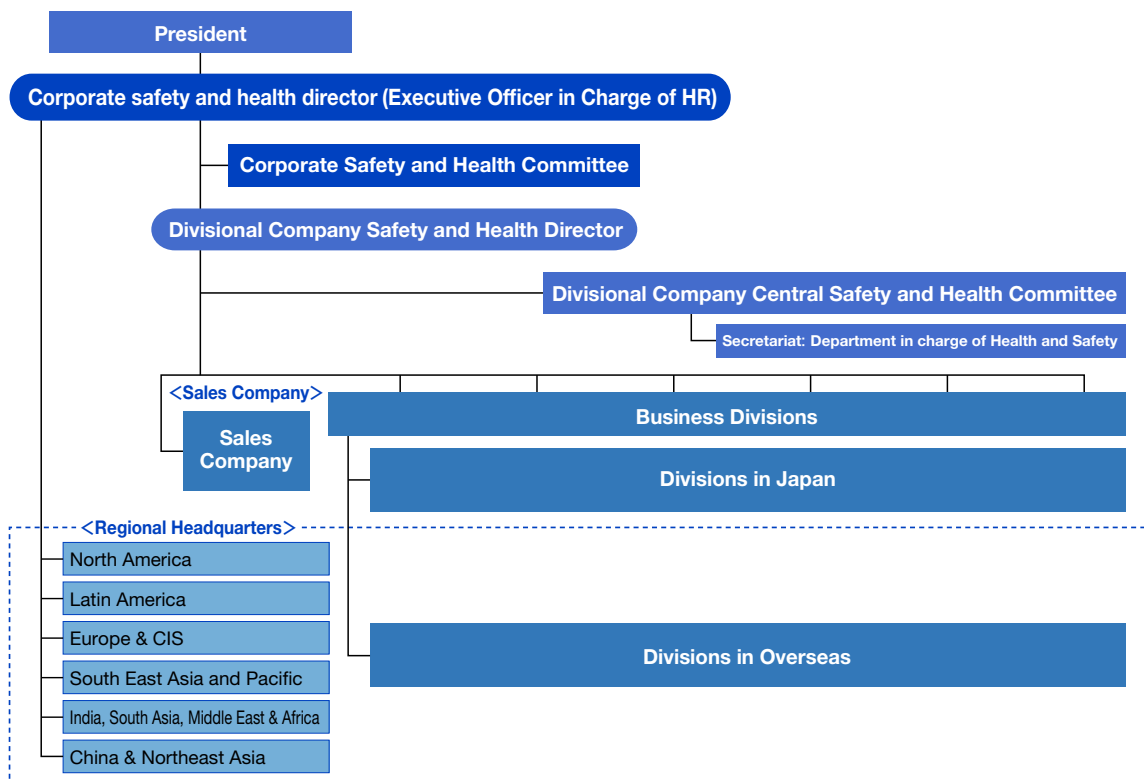 President
Corporate safety and health director (Executive Officer in Charge of HR)
Corporate Safety and Health Committee
Divisional Company Safety and Health Director
Divisional Company Central Safety and Health Committee
Secretariat: Department in charge of Health and Safety
<Sales Company>
Sales
Company
Business Divisions
Divisions in Japan
<Regional Headquarters>
North America
Latin America
Europe & CIS
South East Asia and Pacific
India, South Asia, Middle East & Africa
China & Northeast Asia
Divisions in Overseas